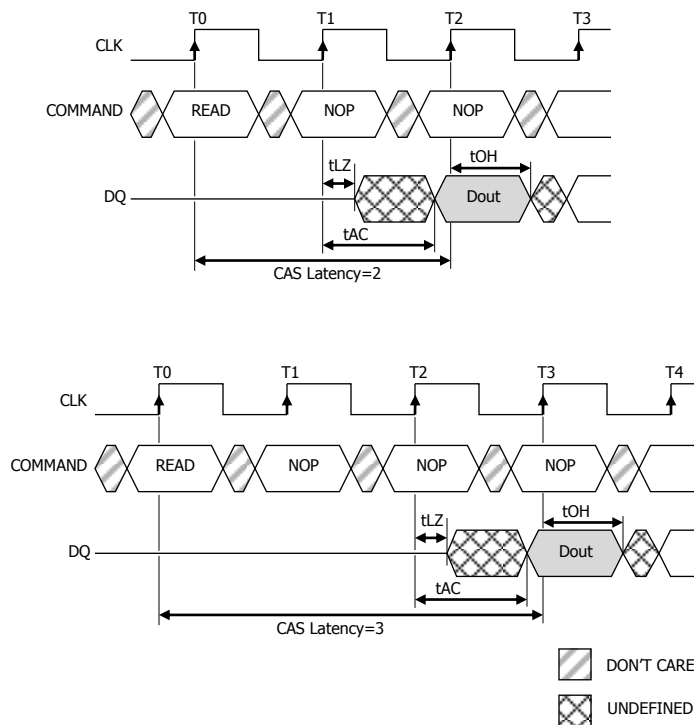 T0 T1 T2 T3
CLK
COMMAND READ NOP NOP
tLZ tOH
DQ Dout
tAC
CAS Latency=2
T0 T1 T2 T3 T4
CLK
COMMAND READ NOP NOP NOP
tLZ tOH
DQ Dout
tAC
CAS Latency=3
DON'T CARE
UNDEFINED